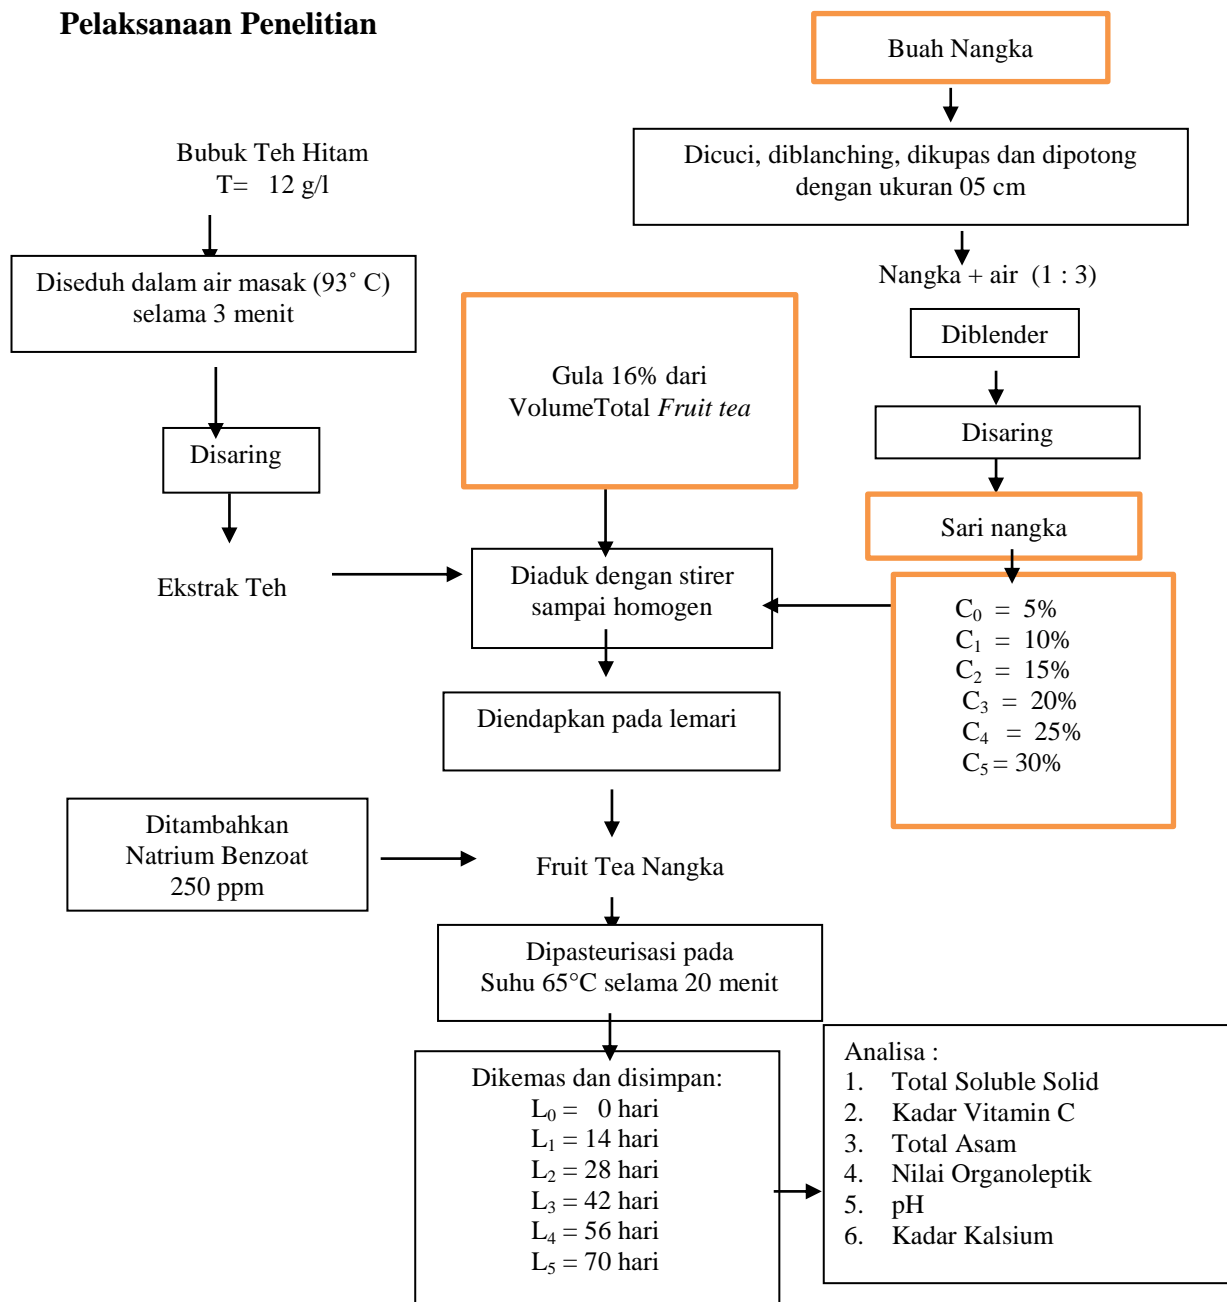 Pelaksanaan Penelitian
Buah Nangka
Dicuci, diblanching, dikupas dan dipotong
dengan ukuran 05 cm
Nangka + air (1 : 3)
Diblender
Disaring
Sari nangka
C₀ = 5%
C₁ = 10%
C₂ = 15%
C₃ = 20%
C₄ = 25%
C₅ = 30%
Bubuk Teh Hitam
T= 12 g/l
Diseduh dalam air masak (93˚ C)
selama 3 menit
Disaring
Ekstrak Teh
Gula 16% dari
VolumeTotal Fruit tea
Diaduk dengan stirer
sampai homogen
Diendapkan pada lemari
Ditambahkan
Natrium Benzoat
250 ppm
Fruit Tea Nangka
Dipasteurisasi pada
Suhu 65°C selama 20 menit
Dikemas dan disimpan:
L₀ = 0 hari
L₁ = 14 hari
L₂ = 28 hari
L₃ = 42 hari
L₄ = 56 hari
L₅ = 70 hari
Analisa :
1. Total Soluble Solid
2. Kadar Vitamin C
3. Total Asam
4. Nilai Organoleptik
5. pH
6. Kadar Kalsium